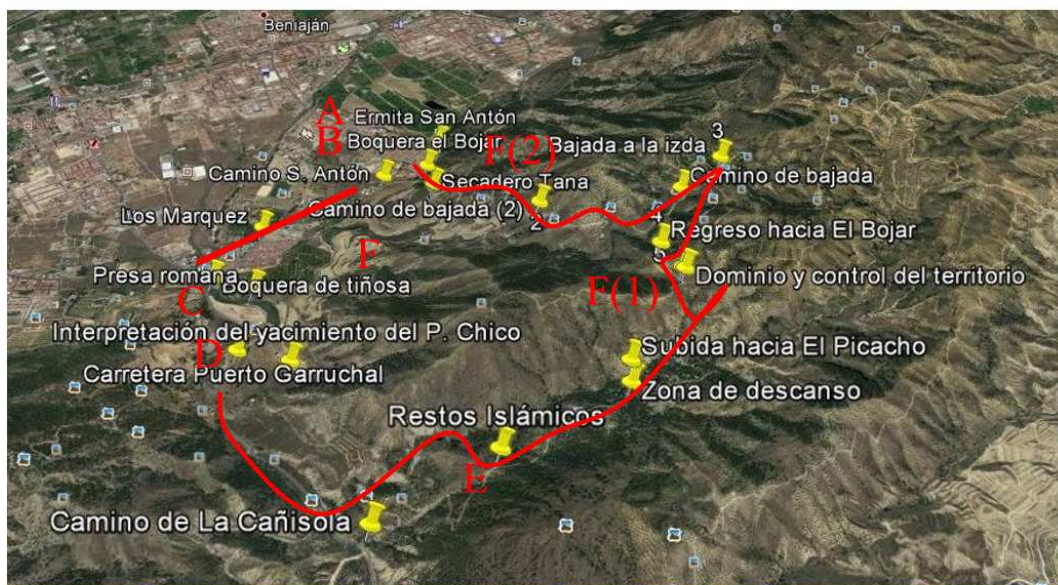 Beniaján
A Ermita San Antón
B Boquera el Bojar
F(2)
Bajada a la izda
3
Camino S. Antón
Secadero Tana
Camino de bajada
Los Marquez
Camino de bajada (2)
2
4
Regreso hacia El Bojar
F
5
Presa romana
Boquera de tiñosa
Dominio y control del territorio
C
F(1)
Interpretación del yacimiento del P. Chico
D
Subida hacia El Picacho
Carretera Puerto Garruchal
Zona de descanso
Restos Islámicos
E
Camino de La Cañisola